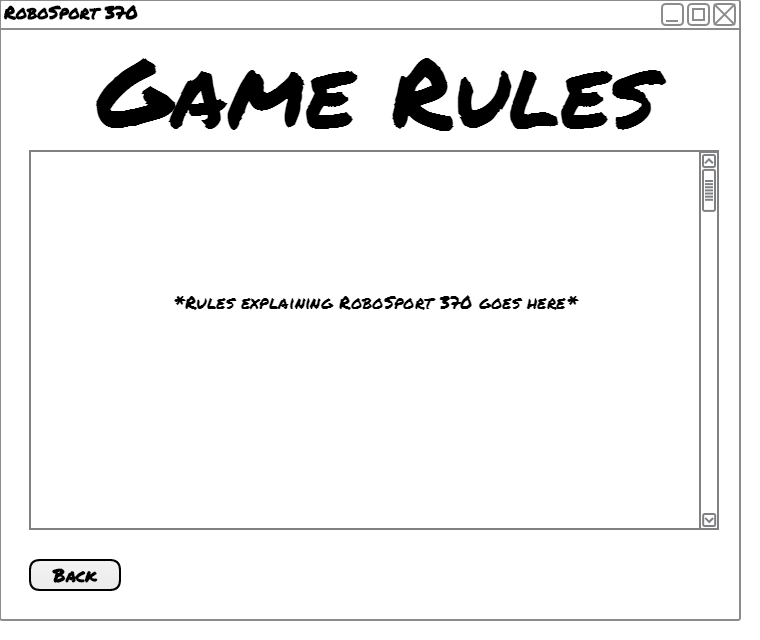 RoboSport 370
Game Rules
*Rules explaining RoboSport 370 goes here*
Back